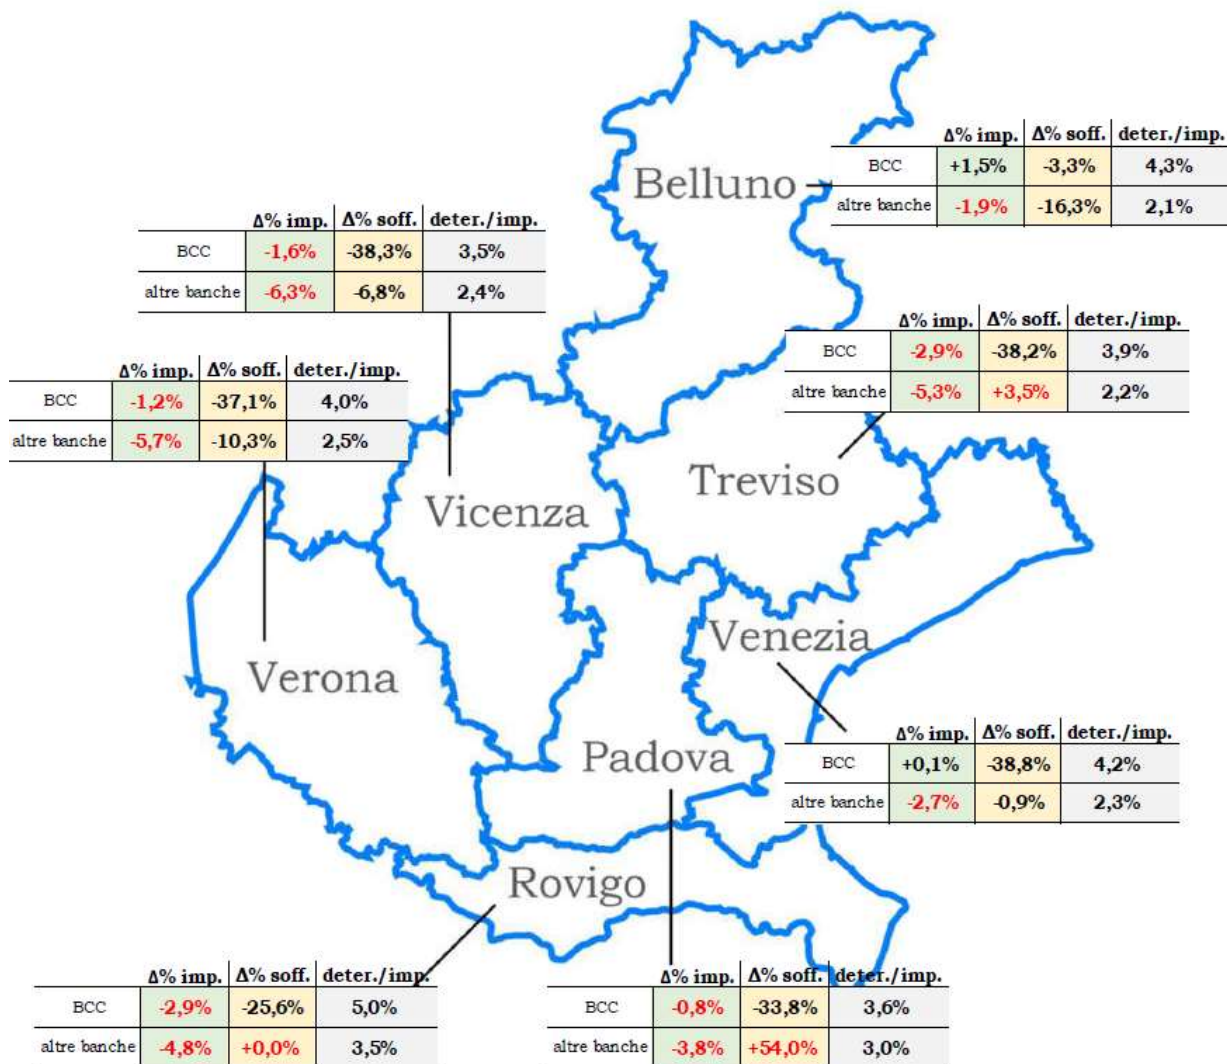 Δ% imp. Δ% soff. deter./imp.
BCC +1,5% -3,3% 4,3%
altre banche -1,9% -16,3% 2,1%
Belluno
Δ% imp. Δ% soff. deter./imp.
BCC -1,6% -38,3% 3,5%
altre banche -6,3% -6,8% 2,4%
Δ% imp. Δ% soff. deter./imp.
BCC -2,9% -38,2% 3,9%
altre banche -5,3% +3,5% 2,2%
Δ% imp. Δ% soff. deter./imp.
BCC -1,2% -37,1% 4,0%
altre banche -5,7% -10,3% 2,5%
Treviso
Vicenza
Venezia
Verona
Padova
Δ% imp. Δ% soff. deter./imp.
BCC +0,1% -38,8% 4,2%
altre banche -2,7% -0,9% 2,3%
Rovigo
Δ% imp. Δ% soff. deter./imp.
BCC -2,9% -25,6% 5,0%
altre banche -4,8% +0,0% 3,5%
Δ% imp. Δ% soff. deter./imp.
BCC -0,8% -33,8% 3,6%
altre banche -3,8% +54,0% 3,0%